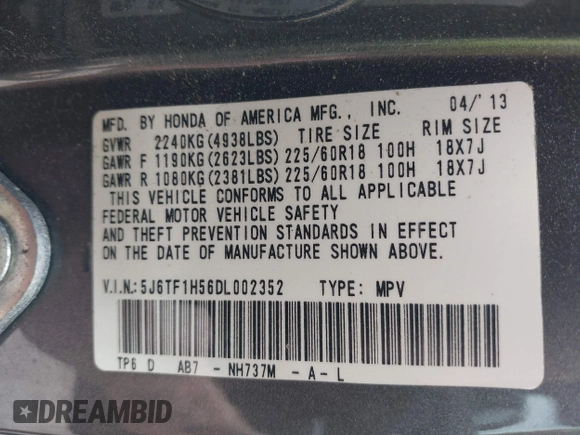 MFD. BY HONDA OF AMERICA MFG., INC. 04/'13
GVWR 2240KG(4938LBS) TIRE SIZE RIM SIZE
GAWR F 1190KG(2623LBS) 225/60R18 100H 18X7J
GAWR R 1080KG(2381LBS) 225/60R18 100H 18X7J
THIS VEHICLE CONFORMS TO ALL APPLICABLE
FEDERAL MOTOR VEHICLE SAFETY
AND THEFT PREVENTION STANDARDS IN EFFECT
ON THE DATE OF MANUFACTURE SHOWN ABOVE.
V.I.N.:5J6TF1H56DL002352 TYPE: MPV
TP6 D AB7 - NH737M - A - L
DREAMBID